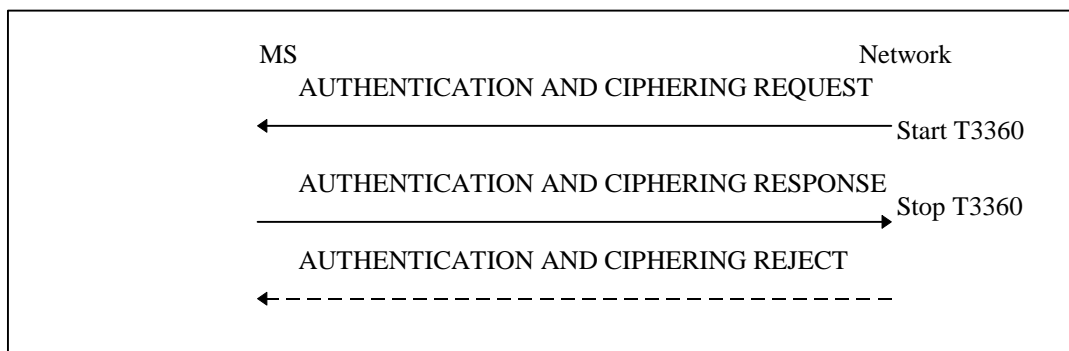 MS Network
AUTHENTICATION AND CIPHERING REQUEST
Start T3360
AUTHENTICATION AND CIPHERING RESPONSE
Stop T3360
AUTHENTICATION AND CIPHERING REJECT